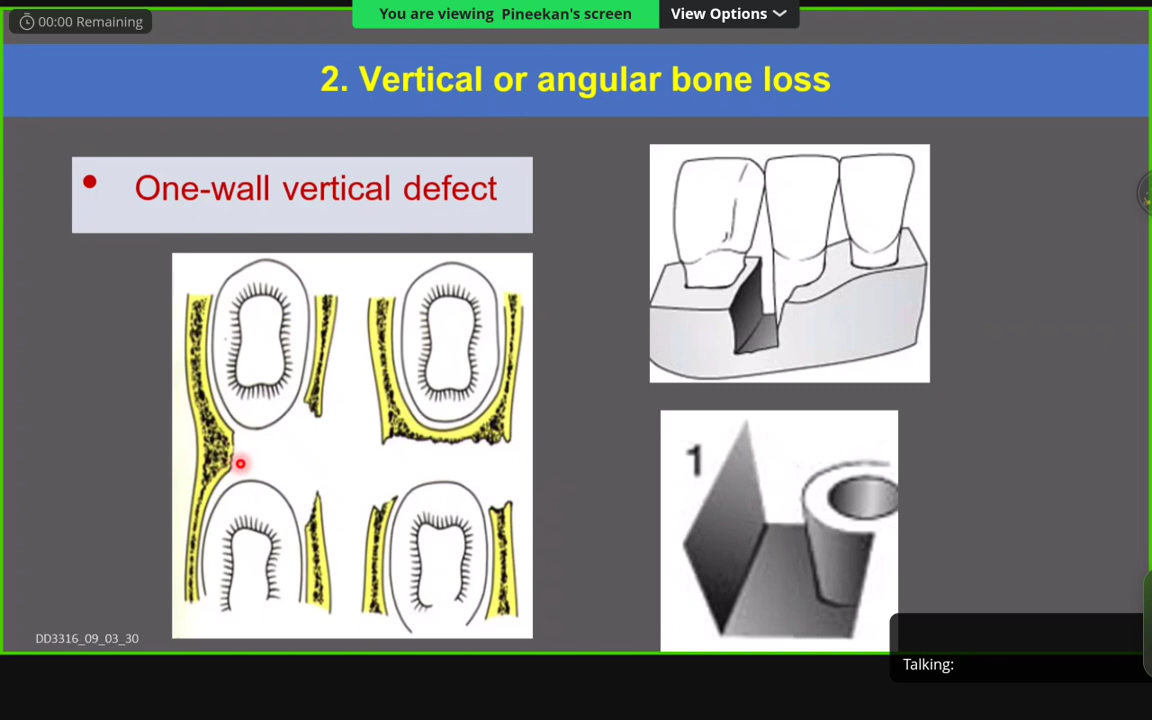 00:00 Remaining
You are viewing Pineekan's screen
View Options
2. Vertical or angular bone loss
• One-wall vertical defect
1
DD3316_09_03_30
Talking: